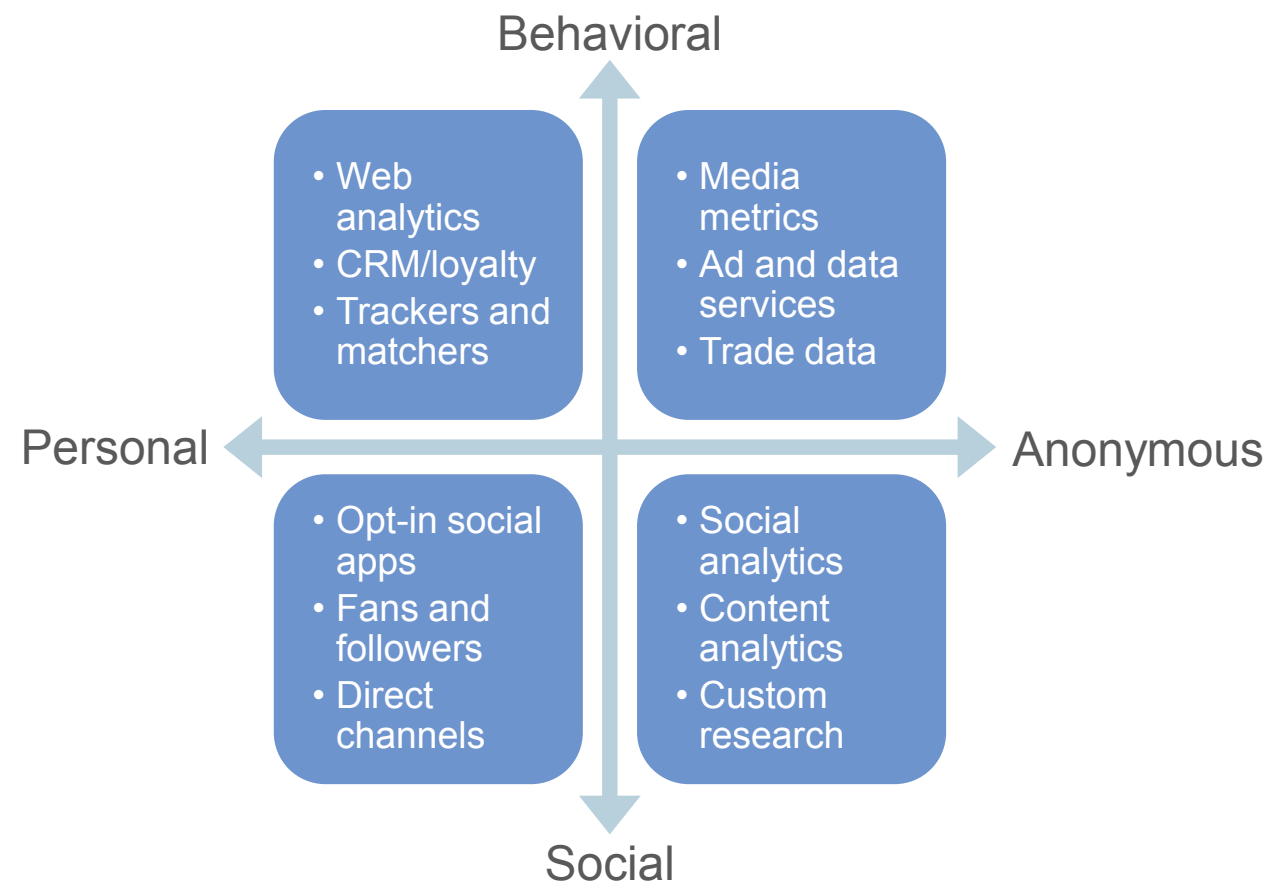 Behavioral
• Web
analytics
• CRM/loyalty
• Trackers and
matchers
• Media
metrics
• Ad and data
services
• Trade data
Personal
Anonymous
• Opt-in social
apps
• Fans and
followers
• Direct
channels
• Social
analytics
• Content
analytics
• Custom
research
Social